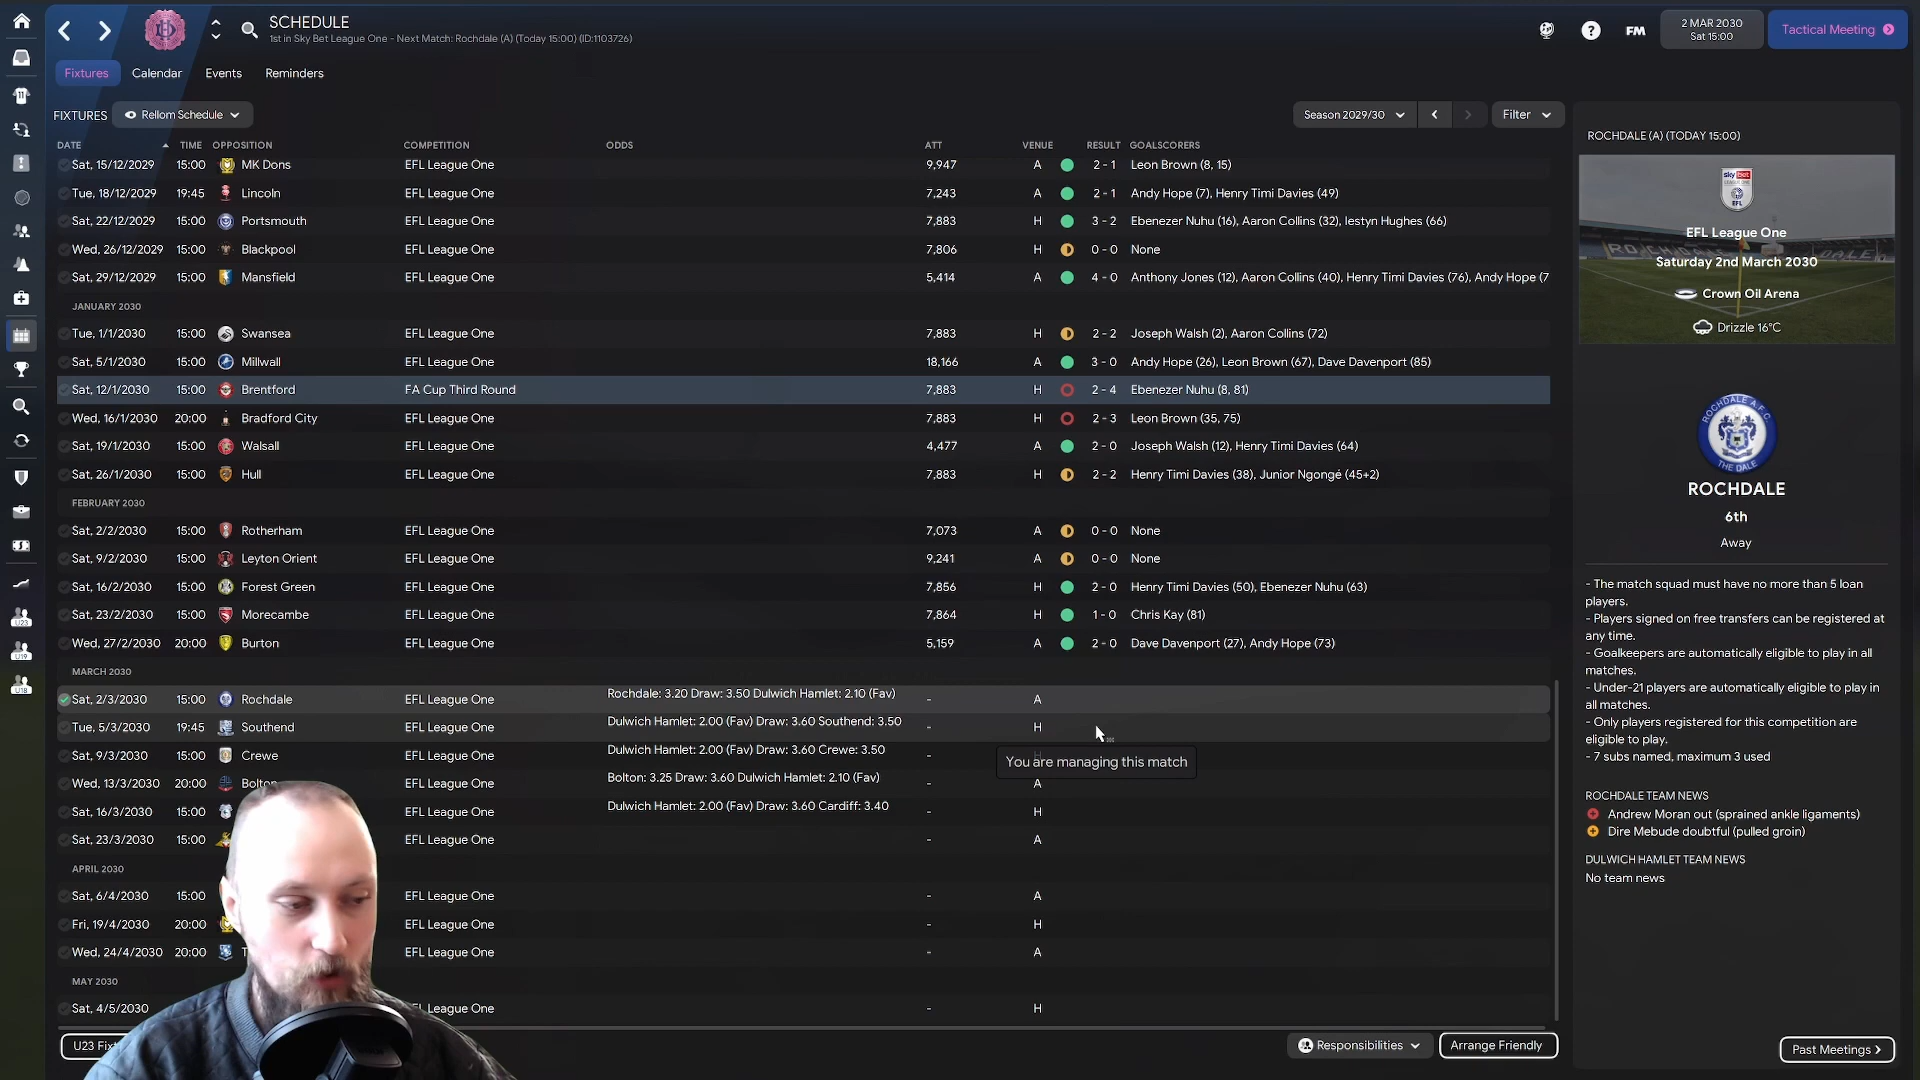 SCHEDULE
1st in Sky Bet League One - Next Match: Rochdale (A) (Today 15:00) (ID:1103726)
FM
2 MAR 2030
Sat 15:00
Tactical Meeting
Fixtures Calendar Events Reminders
FIXTURES Rellom Schedule Season 2029/30 Filter
DATE TIME OPPOSITION COMPETITION ODDS ATT VENUE RESULT GOALSCORERS
Sat, 15/12/2029 15:00 MK Dons EFL League One 9,947 A 2 - 1 Leon Brown (8, 15)
Tue, 18/12/2029 19:45 Lincoln EFL League One 7,243 A 2 - 1 Andy Hope (7), Henry Timi Davies (49)
Sat, 22/12/2029 15:00 Portsmouth EFL League One 7,883 H 3 - 2 Ebenezer Nuhu (16), Aaron Collins (32), Iestyn Hughes (66)
Wed, 26/12/2029 15:00 Blackpool EFL League One 7,806 H 0 - 0 None
Sat, 29/12/2029 15:00 Mansfield EFL League One 5,414 A 4 - 0 Anthony Jones (12), Aaron Collins (40), Henry Timi Davies (76), Andy Hope (7
JANUARY 2030
Tue, 1/1/2030 15:00 Swansea EFL League One 7,883 H 2 - 2 Joseph Walsh (2), Aaron Collins (72)
Sat, 5/1/2030 15:00 Millwall EFL League One 18,166 A 3 - 0 Andy Hope (26), Leon Brown (67), Dave Davenport (85)
Sat, 12/1/2030 15:00 Brentford FA Cup Third Round 7,883 H 2 - 4 Ebenezer Nuhu (8, 81)
Wed, 16/1/2030 20:00 Bradford City EFL League One 7,883 H 2 - 3 Leon Brown (35, 75)
Sat, 19/1/2030 15:00 Walsall EFL League One 4,477 A 2 - 0 Joseph Walsh (12), Henry Timi Davies (64)
Sat, 26/1/2030 15:00 Hull EFL League One 7,883 H 2 - 2 Henry Timi Davies (38), Junior Ngongé (45+2)
FEBRUARY 2030
Sat, 2/2/2030 15:00 Rotherham EFL League One 7,073 A 0 - 0 None
Sat, 9/2/2030 15:00 Leyton Orient EFL League One 9,241 A 0 - 0 None
Sat, 16/2/2030 15:00 Forest Green EFL League One 7,856 H 2 - 0 Henry Timi Davies (50), Ebenezer Nuhu (63)
Sat, 23/2/2030 15:00 Morecambe EFL League One 7,864 H 1 - 0 Chris Kay (81)
Wed, 27/2/2030 20:00 Burton EFL League One 5,159 A 2 - 0 Dave Davenport (27), Andy Hope (73)
MARCH 2030
Sat, 2/3/2030 15:00 Rochdale EFL League One Rochdale: 3.20 Draw: 3.50 Dulwich Hamlet: 2.10 (Fav) - A
Tue, 5/3/2030 19:45 Southend EFL League One Dulwich Hamlet: 2.00 (Fav) Draw: 3.60 Southend: 3.50 - H
Sat, 9/3/2030 15:00 Crewe EFL League One Dulwich Hamlet: 2.00 (Fav) Draw: 3.60 Crewe: 3.50 - H
You are managing this match
Wed, 13/3/2030 20:00 Bolton EFL League One Bolton: 3.25 Draw: 3.60 Dulwich Hamlet: 2.10 (Fav) - A
Sat, 16/3/2030 15:00 EFL League One Dulwich Hamlet: 2.00 (Fav) Draw: 3.60 Cardiff: 3.40 - H
Sat, 23/3/2030 15:00 EFL League One - A
APRIL 2030
Sat, 6/4/2030 15:00 EFL League One - A
Fri, 19/4/2030 20:00 EFL League One - H
Wed, 24/4/2030 20:00 T EFL League One - A
MAY 2030
Sat, 4/5/2030 EFL League One - H
U23 Fix Responsibilities Arrange Friendly
U23
U19
U18
ROCHDALE (A) (TODAY 15:00)
sky bet
EFL
EFL League One
Saturday 2nd March 2030
Crown Oil Arena
Drizzle 16°C
ROCHDALE A.F.C.
THE DALE
ROCHDALE
6th
Away
- The match squad must have no more than 5 loan
players.
- Players signed on free transfers can be registered at
any time.
- Goalkeepers are automatically eligible to play in all
matches.
- Under-21 players are automatically eligible to play in
all matches.
- Only players registered for this competition are
eligible to play.
- 7 subs named, maximum 3 used
ROCHDALE TEAM NEWS
Andrew Moran out (sprained ankle ligaments)
Dire Mebude doubtful (pulled groin)
DULWICH HAMLET TEAM NEWS
No team news
Past Meetings